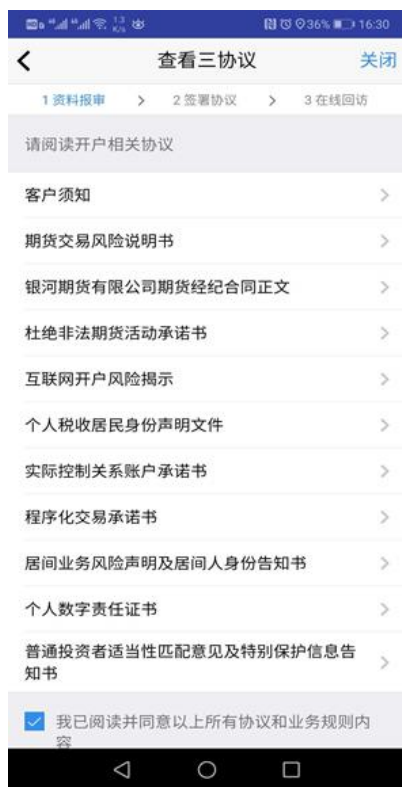 1.3
K/s
36% 16:30
查看三协议
关闭
1 资料报审 > 2 签署协议 > 3 在线回访
请阅读开户相关协议
客户须知
期货交易风险说明书
银河期货有限公司期货经纪合同正文
杜绝非法期货活动承诺书
互联网开户风险揭示
个人税收居民身份声明文件
实际控制关系账户承诺书
程序化交易承诺书
居间业务风险声明及居间人身份告知书
个人数字责任证书
普通投资者适当性匹配意见及特别保护信息告
知书
我已阅读并同意以上所有协议和业务规则内
容